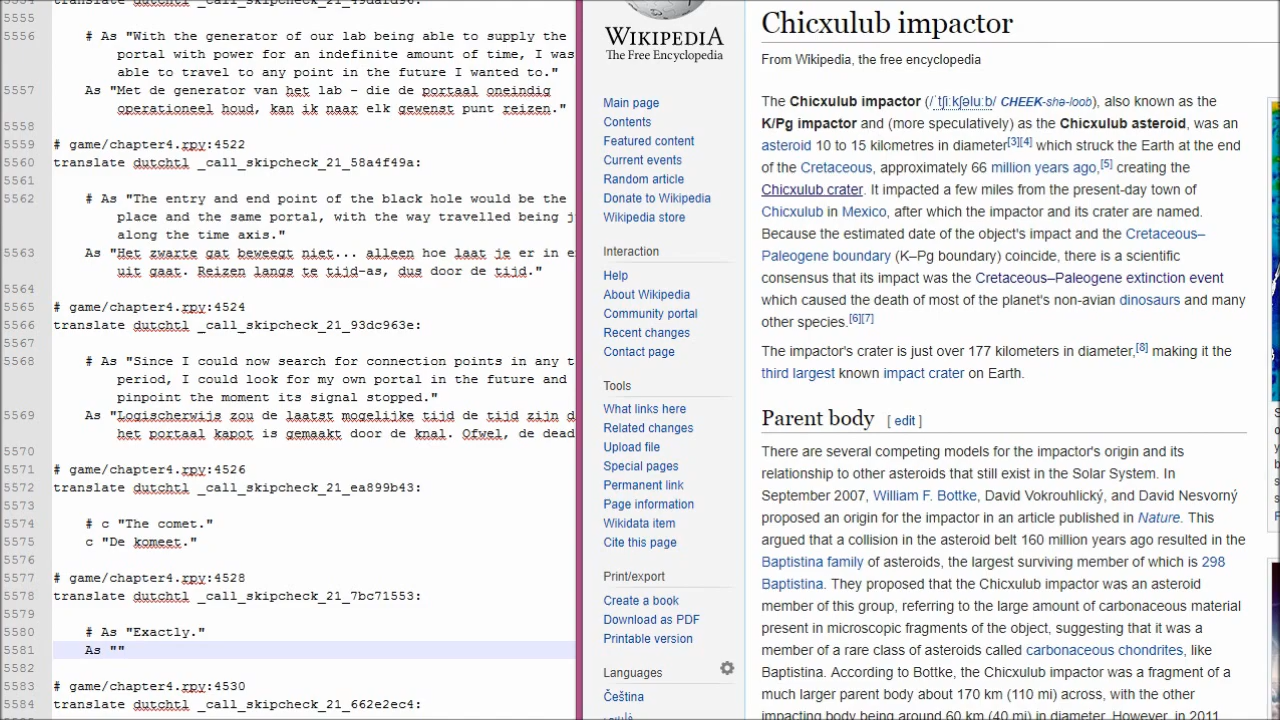 5554
translate dutchtl _call_skipcheck_21_49dafd96:
5555
5556 # As "With the generator of our lab being able to supply the
portal with power for an indefinite amount of time, I was
able to travel to any point in the future I wanted to."
5557 As "Met de generator van het lab - die de portaal oneindig
operationeel houd, kan ik naar elk gewenst punt reizen."
5558
5559 # game/chapter4.rpy:4522
5560 translate dutchtl _call_skipcheck_21_58a4f49a:
5561
5562 # As "The entry and end point of the black hole would be the
place and the same portal, with the way travelled being j
along the time axis."
5563 As "Het zwarte gat beweegt niet... alleen hoe laat je er in e
uit gaat. Reizen langs te tijd-as, dus door de tijd."
5564
5565 # game/chapter4.rpy:4524
5566 translate dutchtl _call_skipcheck_21_93dc963e:
5567
5568 # As "Since I could now search for connection points in any t
period, I could look for my own portal in the future and
pinpoint the moment its signal stopped."
5569 As "Logischerwijs zou de laatst mogelijke tijd de tijd zijn d
het portaal kapot is gemaakt door de knal. Ofwel, de dead
5570
5571 # game/chapter4.rpy:4526
5572 translate dutchtl _call_skipcheck_21_ea899b43:
5573
5574 # c "The comet."
5575 c "De komeet."
5576
5577 # game/chapter4.rpy:4528
5578 translate dutchtl _call_skipcheck_21_7bc71553:
5579
5580 # As "Exactly."
5581 As ""
5582
5583 # game/chapter4.rpy:4530
5584 translate dutchtl _call_skipcheck_21_662e2ec4:
WIKIPEDIA
The Free Encyclopedia
Main page
Contents
Featured content
Current events
Random article
Donate to Wikipedia
Wikipedia store
Interaction
Help
About Wikipedia
Community portal
Recent changes
Contact page
Tools
What links here
Related changes
Upload file
Special pages
Permanent link
Page information
Wikidata item
Cite this page
Print/export
Create a book
Download as PDF
Printable version
Languages
Čeština
Chicxulub impactor
From Wikipedia, the free encyclopedia
The Chicxulub impactor (/ˈtʃiːkʃəluːb/ CHEEK-shə-loob), also known as the
K/Pg impactor and (more speculatively) as the Chicxulub asteroid, was an
asteroid 10 to 15 kilometres in diameter[3][4] which struck the Earth at the end
of the Cretaceous, approximately 66 million years ago,[5] creating the
Chicxulub crater. It impacted a few miles from the present-day town of
Chicxulub in Mexico, after which the impactor and its crater are named.
Because the estimated date of the object's impact and the Cretaceous–
Paleogene boundary (K–Pg boundary) coincide, there is a scientific
consensus that its impact was the Cretaceous–Paleogene extinction event
which caused the death of most of the planet's non-avian dinosaurs and many
other species.[6][7]
The impactor's crater is just over 177 kilometers in diameter,[8] making it the
third largest known impact crater on Earth.
Parent body [ edit ]
There are several competing models for the impactor's origin and its
relationship to other asteroids that still exist in the Solar System. In
September 2007, William F. Bottke, David Vokrouhlický, and David Nesvorný
proposed an origin for the impactor in an article published in Nature. This
argued that a collision in the asteroid belt 160 million years ago resulted in the
Baptistina family of asteroids, the largest surviving member of which is 298
Baptistina. They proposed that the Chicxulub impactor was an asteroid
member of this group, referring to the large amount of carbonaceous material
present in microscopic fragments of the object, suggesting that it was a
member of a rare class of asteroids called carbonaceous chondrites, like
Baptistina. According to Bottke, the Chicxulub impactor was a fragment of a
much larger parent body about 170 km (110 mi) across, with the other
impacting body being around 60 km (40 mi) in diameter. However, in 2011